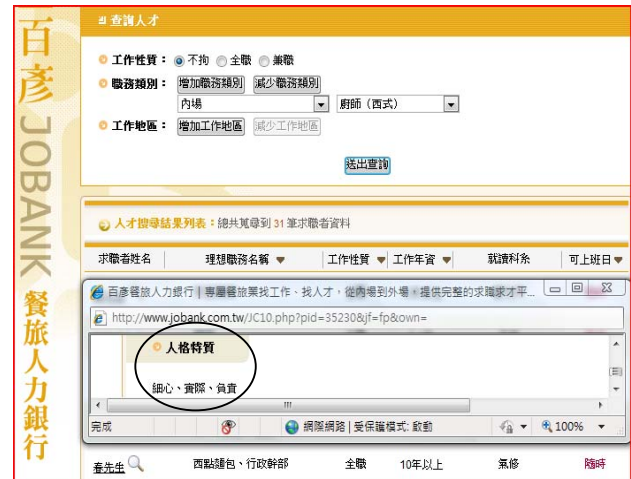 百彥 JOBANK 餐旅人力銀行
查詢人才
工作性質： 不拘 全職 兼職
職務類別： 增加職務類別 減少職務類別
內場 廚師（西式）
工作地區： 增加工作地區 減少工作地區
送出查詢
人才搜尋結果列表：總共蒐尋到 31 筆求職者資料
求職者姓名 理想職務名稱 ▼ 工作性質 ▼ 工作年資 ▼ 就讀科系 可上班日▼
百彥餐旅人力銀行┃專屬餐旅業找工作、找人才，從內場到外場，提供完整的求職求才平...
http://www.jobank.com.tw/JC10.php?pid=35230&jf=fp&own=
人格特質
細心、實際、負責
完成 網際網路 | 受保護模式: 啟動 100%
春先生 西點麵包、行政幹部 全職 10年以上 烹修 隨時